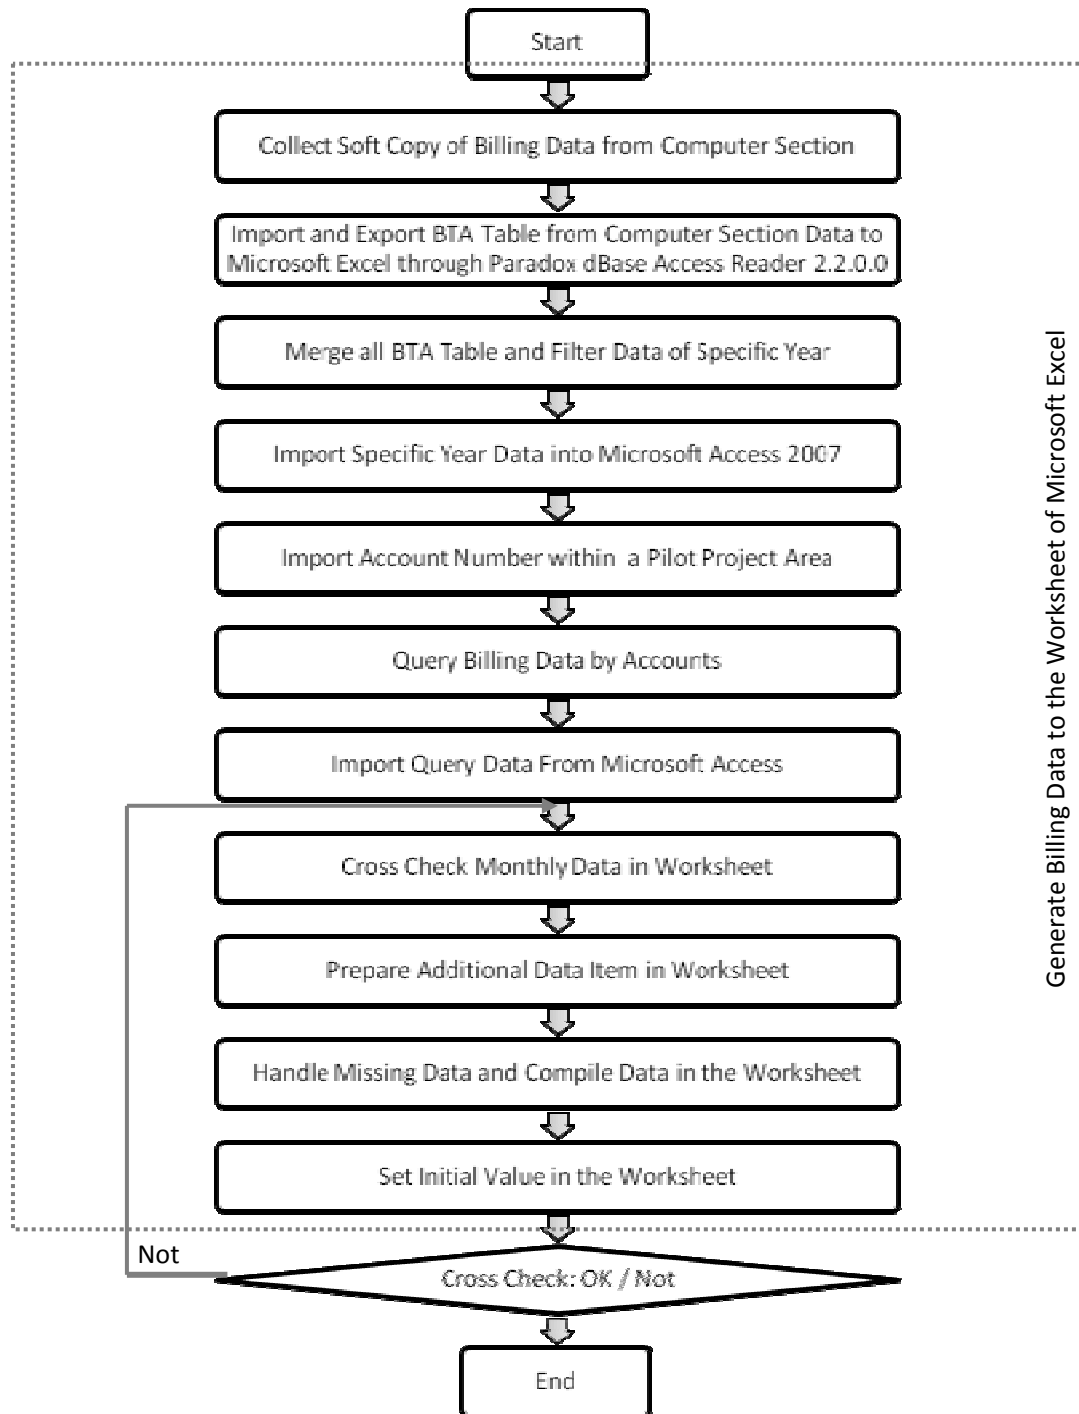 Start
Collect Soft Copy of Billing Data from Computer Section
Import and Export BTA Table from Computer Section Data to
Microsoft Excel through Paradox dBase Access Reader 2.2.0.0
Merge all BTA Table and Filter Data of Specific Year
Import Specific Year Data into Microsoft Access 2007
Import Account Number within a Pilot Project Area
Query Billing Data by Accounts
Import Query Data From Microsoft Access
Cross Check Monthly Data in Worksheet
Prepare Additional Data Item in Worksheet
Handle Missing Data and Compile Data in the Worksheet
Set Initial Value in the Worksheet
Not
Cross Check: OK / Not
End
Generate Billing Data to the Worksheet of Microsoft Excel